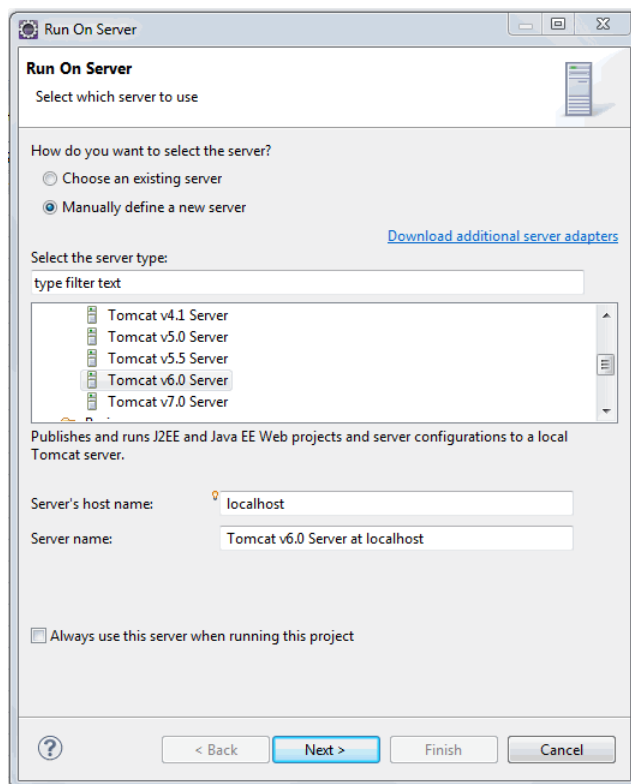 Run On Server
Run On Server
Select which server to use
How do you want to select the server?
Choose an existing server
Manually define a new server
Download additional server adapters
Select the server type:
type filter text
Tomcat v4.1 Server
Tomcat v5.0 Server
Tomcat v5.5 Server
Tomcat v6.0 Server
Tomcat v7.0 Server
Publishes and runs J2EE and Java EE Web projects and server configurations to a local
Tomcat server.
Server's host name: localhost
Server name: Tomcat v6.0 Server at localhost
Always use this server when running this project
? < Back Next > Finish Cancel